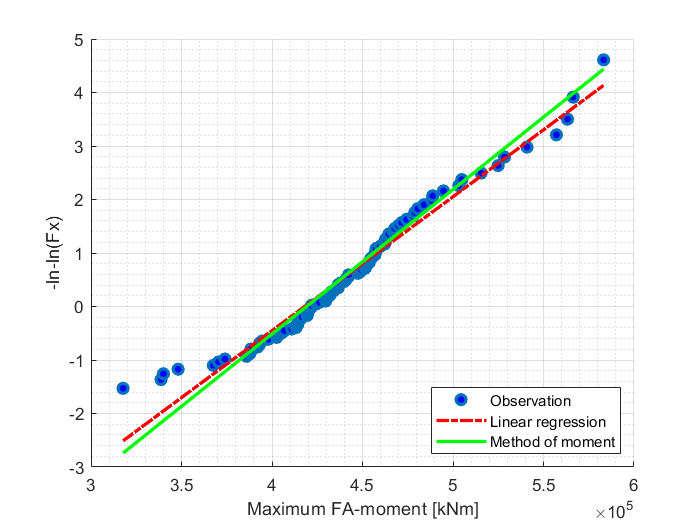 5
4
3
2
1
0
-1
-2
-3
-ln-ln(Fx)
Observation
Linear regression
Method of moment
3 3.5 4 4.5 5 5.5 6
Maximum FA-moment [kNm]
×10^5